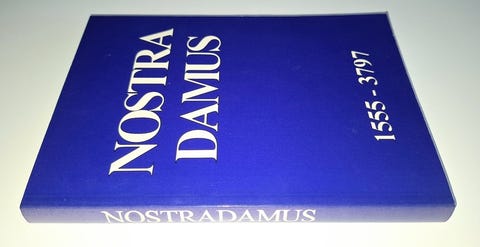 NOSTRA
DAMUS
1555 - 3797
NOSTRADAMUS